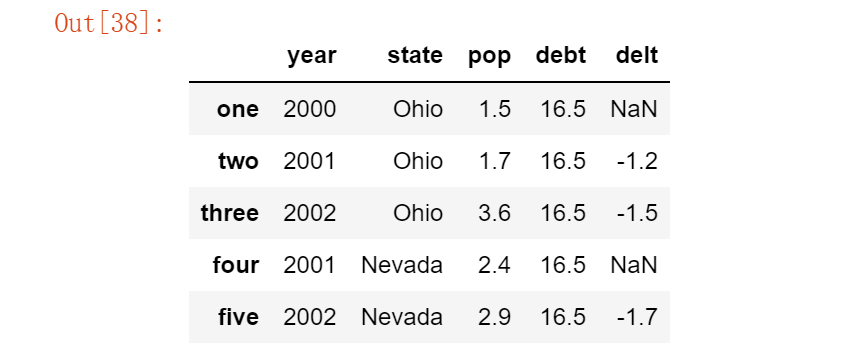 Out[38]:
year state pop debt delt
one 2000 Ohio 1.5 16.5 NaN
two 2001 Ohio 1.7 16.5 -1.2
three 2002 Ohio 3.6 16.5 -1.5
four 2001 Nevada 2.4 16.5 NaN
five 2002 Nevada 2.9 16.5 -1.7